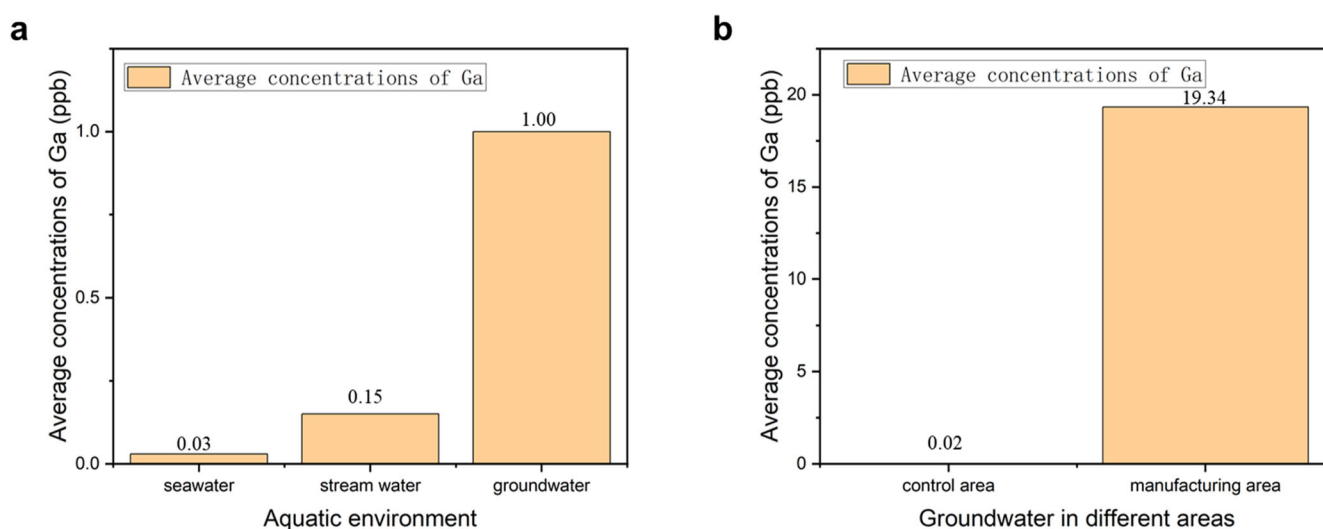 a
Average concentrations of Ga (ppb)
Average concentrations of Ga
1.0
0.5
0.0
0.03
0.15
1.00
seawater
stream water
groundwater
Aquatic environment
b
Average concentrations of Ga (ppb)
Average concentrations of Ga
20
15
10
5
0
0.02
19.34
control area
manufacturing area
Groundwater in different areas